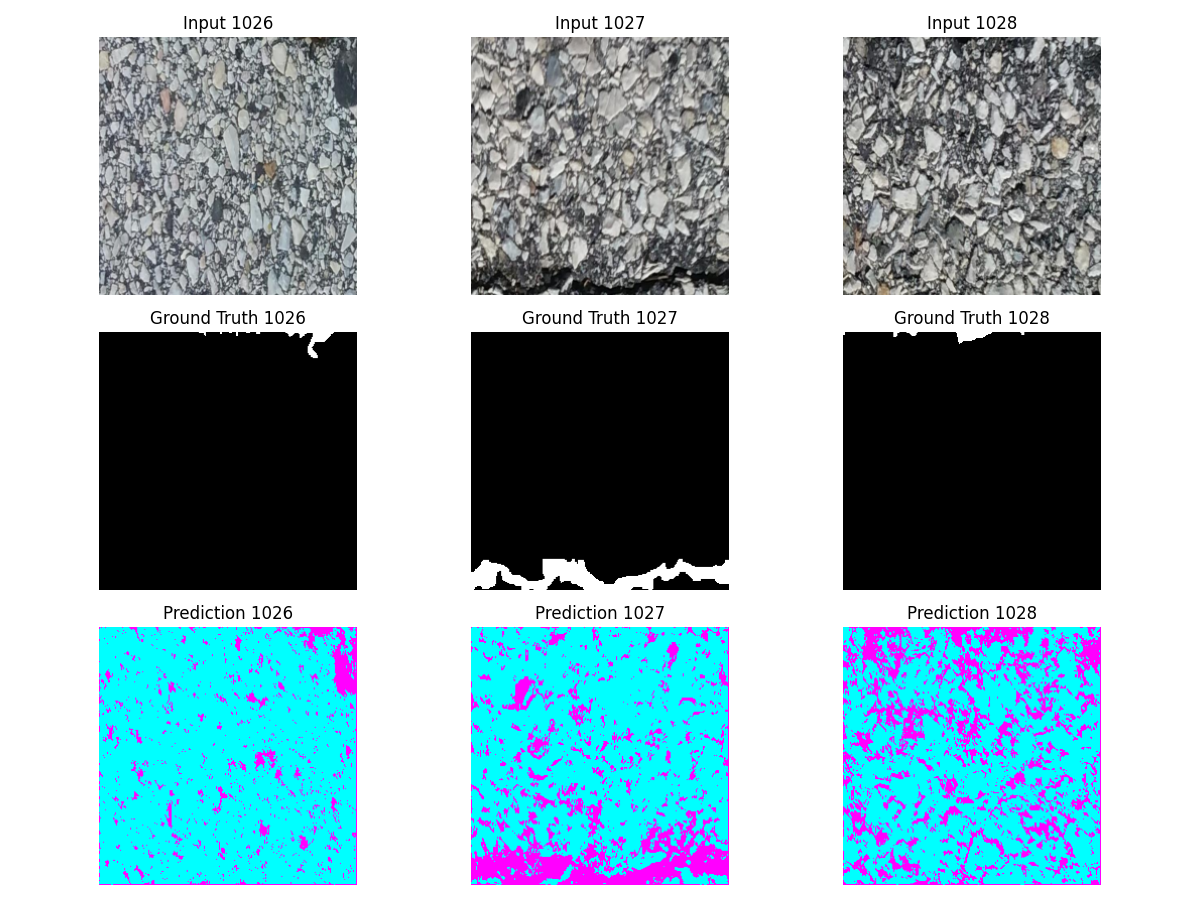 Input 1026
Input 1027
Input 1028
Ground Truth 1026
Ground Truth 1027
Ground Truth 1028
Prediction 1026
Prediction 1027
Prediction 1028